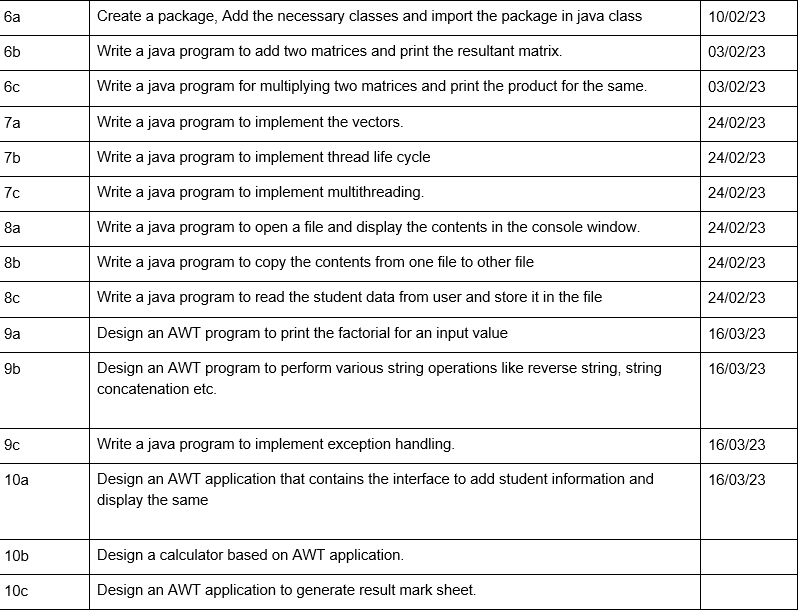 6a Create a package, Add the necessary classes and import the package in java class 10/02/23
6b Write a java program to add two matrices and print the resultant matrix. 03/02/23
6c Write a java program for multiplying two matrices and print the product for the same. 03/02/23
7a Write a java program to implement the vectors. 24/02/23
7b Write a java program to implement thread life cycle 24/02/23
7c Write a java program to implement multithreading. 24/02/23
8a Write a java program to open a file and display the contents in the console window. 24/02/23
8b Write a java program to copy the contents from one file to other file 24/02/23
8c Write a java program to read the student data from user and store it in the file 24/02/23
9a Design an AWT program to print the factorial for an input value 16/03/23
9b Design an AWT program to perform various string operations like reverse string, string 16/03/23
concatenation etc.
9c Write a java program to implement exception handling. 16/03/23
10a Design an AWT application that contains the interface to add student information and 16/03/23
display the same
10b Design a calculator based on AWT application.
10c Design an AWT application to generate result mark sheet.